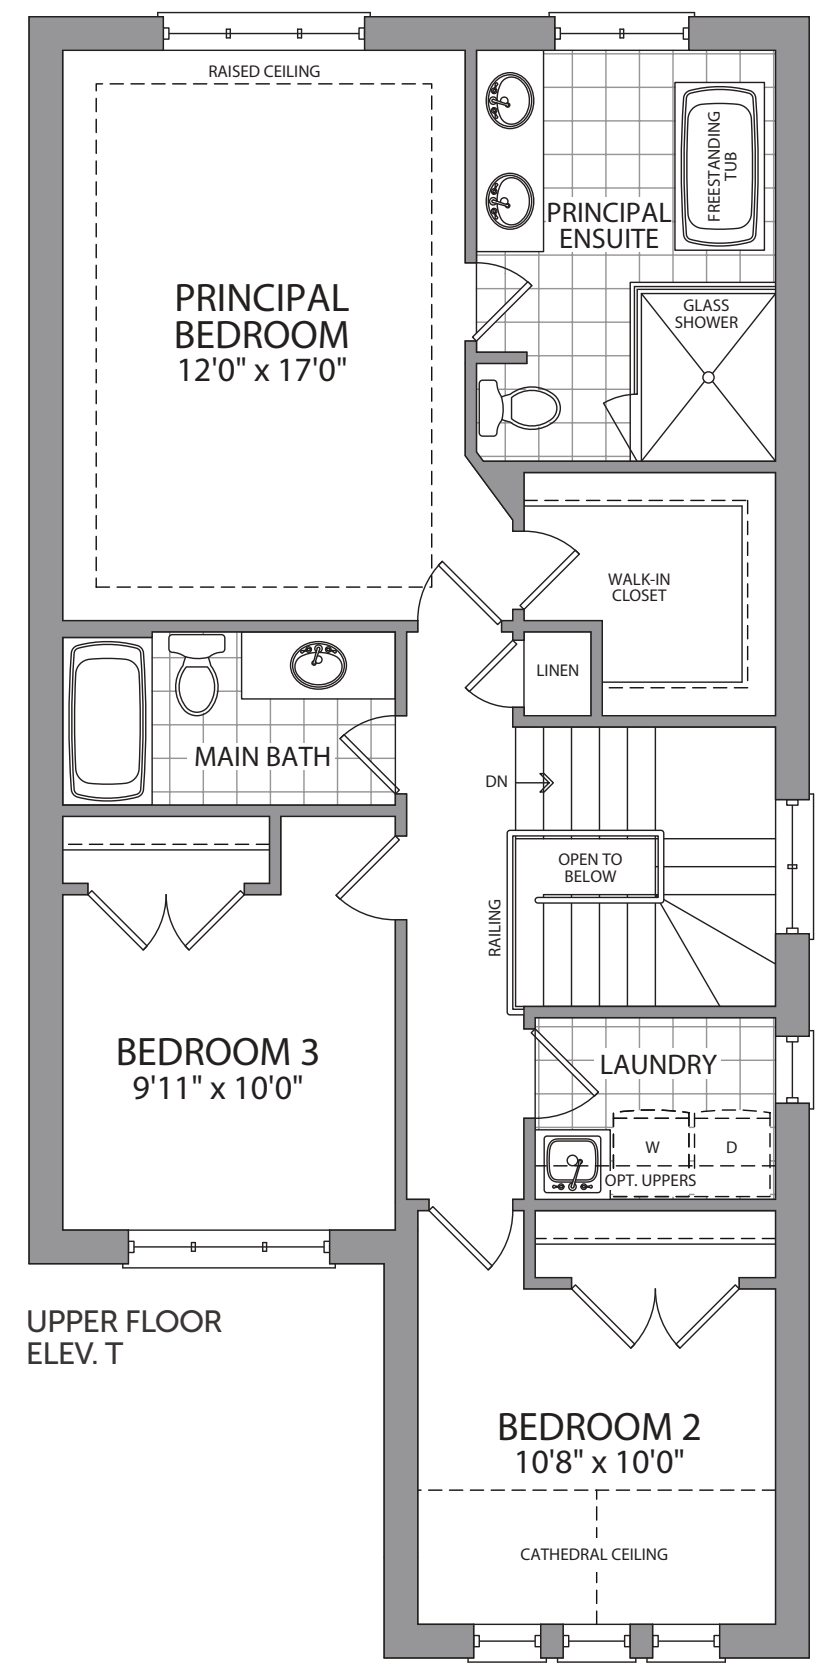 RAISED CEILING
FREESTANDING
TUB
PRINCIPAL
ENSUITE
PRINCIPAL
BEDROOM
12'0" x 17'0"
GLASS
SHOWER
WALK-IN
CLOSET
LINEN
MAIN BATH
DN
OPEN TO
BELOW
RAILING
BEDROOM 3
9'11" x 10'0"
LAUNDRY
W
D
OPT. UPPERS
UPPER FLOOR
ELEV. T
BEDROOM 2
10'8" x 10'0"
CATHEDRAL CEILING